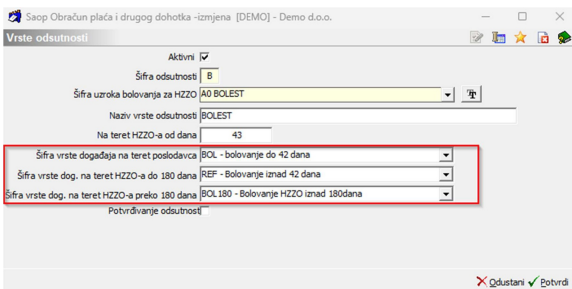 Saop Obračun plaća i drugog dohotka -izmjena [DEMO] - Demo d.o.o.
Vrste odsutnosti
Aktivni
Šifra odsutnosti B
Šifra uzroka bolovanja za HZZO A0 BOLEST
Naziv vrste odsutnosti BOLEST
Na teret HZZO-a od dana 43
Šifra vrste događaja na teret poslodavca BOL - bolovanje do 42 dana
Šifra vrste dog. na teret HZZO-a do 180 dana REF - Bolovanje iznad 42 dana
Šifra vrste dog. na teret HZZO-a preko 180 dana BOL180 - Bolovanje HZZO iznad 180dana
Potvrđivanje odsutnost
Odustani Potvrdi